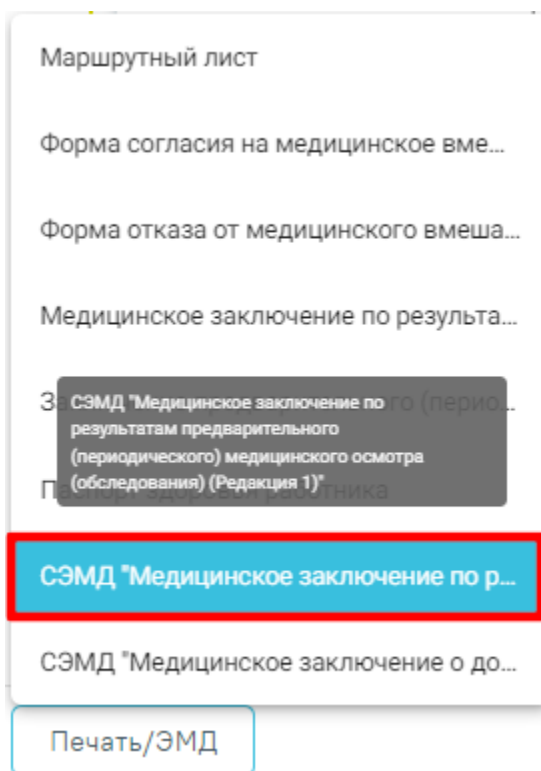 Маршрутный лист
Форма согласия на медицинское вме...
Форма отказа от медицинского вмеша...
Медицинское заключение по результа...
СЭМД "Медицинское заключение по
результатам предварительного
(периодического) медицинского осмотра
(обследования) (Редакция 1)"
Паспорт здоровья работника
СЭМД "Медицинское заключение по р...
СЭМД "Медицинское заключение о до...
Печать/ЭМД